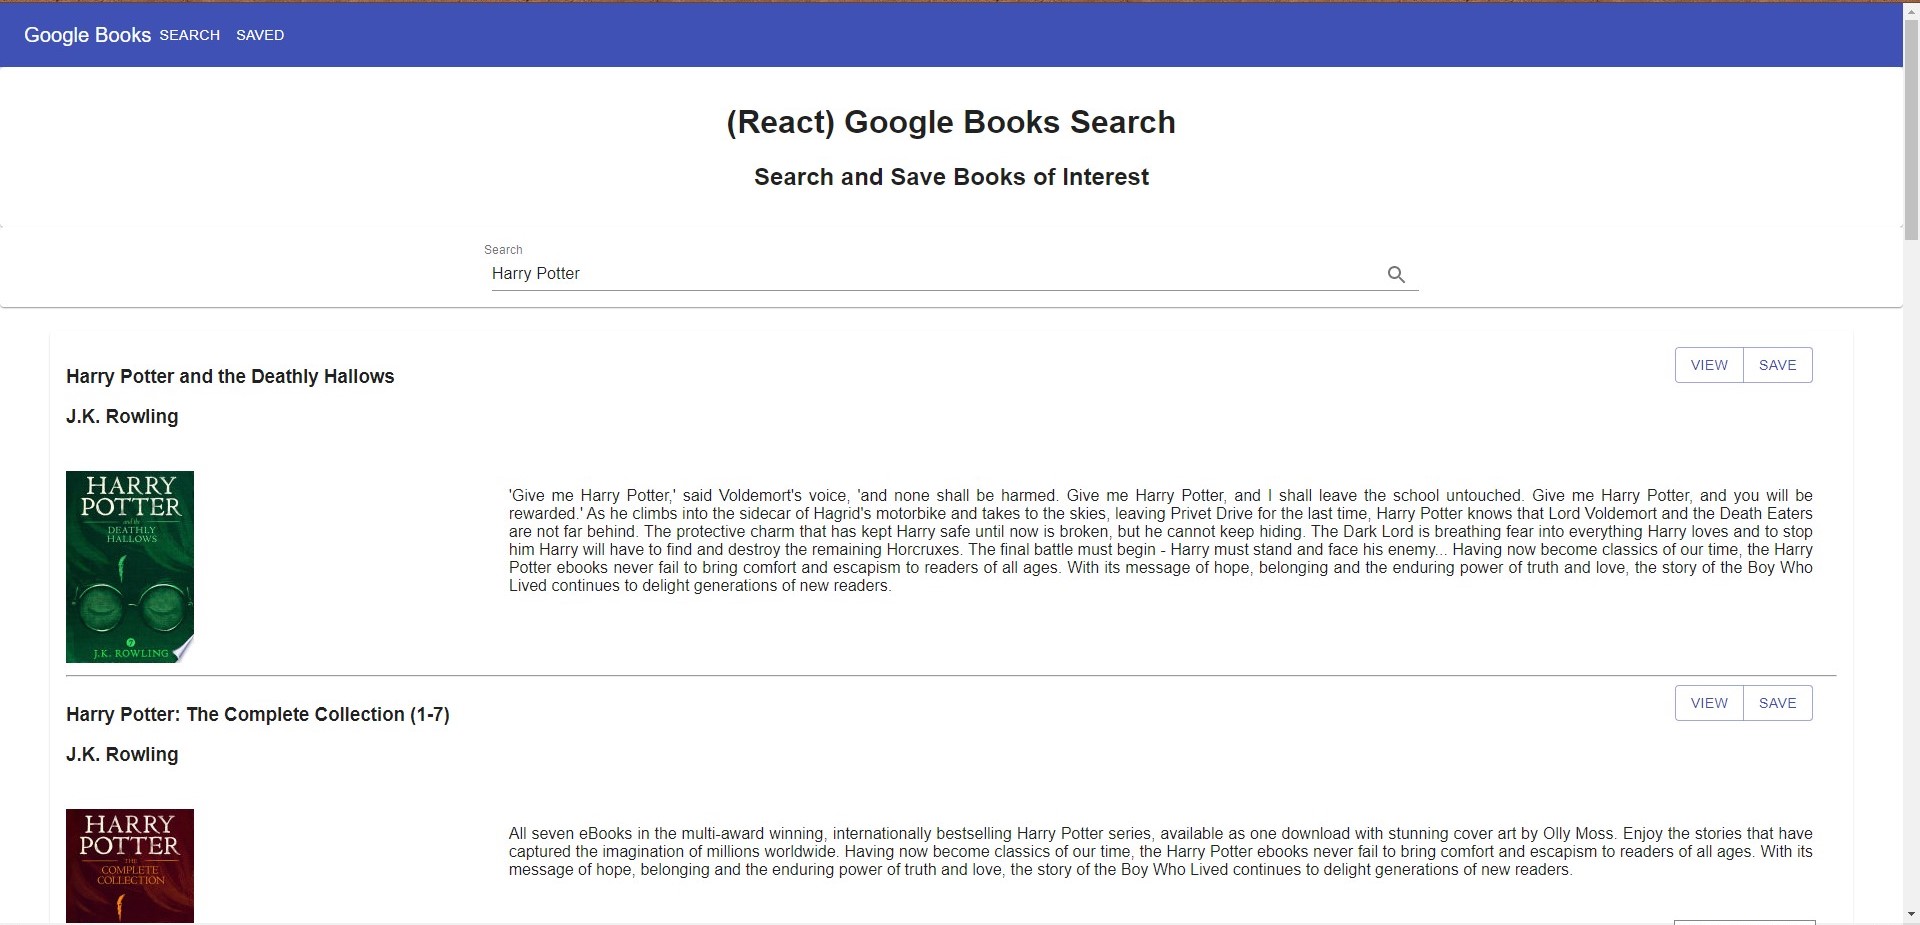 Google Books SEARCH SAVED
(React) Google Books Search
Search and Save Books of Interest
Search
Harry Potter
VIEW SAVE
Harry Potter and the Deathly Hallows
J.K. Rowling
HARRY
POTTER
and the
DEATHLY
HALLOWS
7
J.K. ROWLING
'Give me Harry Potter,' said Voldemort's voice, 'and none shall be harmed. Give me Harry Potter, and I shall leave the school untouched. Give me Harry Potter, and you will be
rewarded.' As he climbs into the sidecar of Hagrid's motorbike and takes to the skies, leaving Privet Drive for the last time, Harry Potter knows that Lord Voldemort and the Death Eaters
are not far behind. The protective charm that has kept Harry safe until now is broken, but he cannot keep hiding. The Dark Lord is breathing fear into everything Harry loves and to stop
him Harry will have to find and destroy the remaining Horcruxes. The final battle must begin - Harry must stand and face his enemy... Having now become classics of our time, the Harry
Potter ebooks never fail to bring comfort and escapism to readers of all ages. With its message of hope, belonging and the enduring power of truth and love, the story of the Boy Who
Lived continues to delight generations of new readers.
VIEW SAVE
Harry Potter: The Complete Collection (1-7)
J.K. Rowling
HARRY
POTTER
THE
COMPLETE
COLLECTION
All seven eBooks in the multi-award winning, internationally bestselling Harry Potter series, available as one download with stunning cover art by Olly Moss. Enjoy the stories that have
captured the imagination of millions worldwide. Having now become classics of our time, the Harry Potter ebooks never fail to bring comfort and escapism to readers of all ages. With its
message of hope, belonging and the enduring power of truth and love, the story of the Boy Who Lived continues to delight generations of new readers.